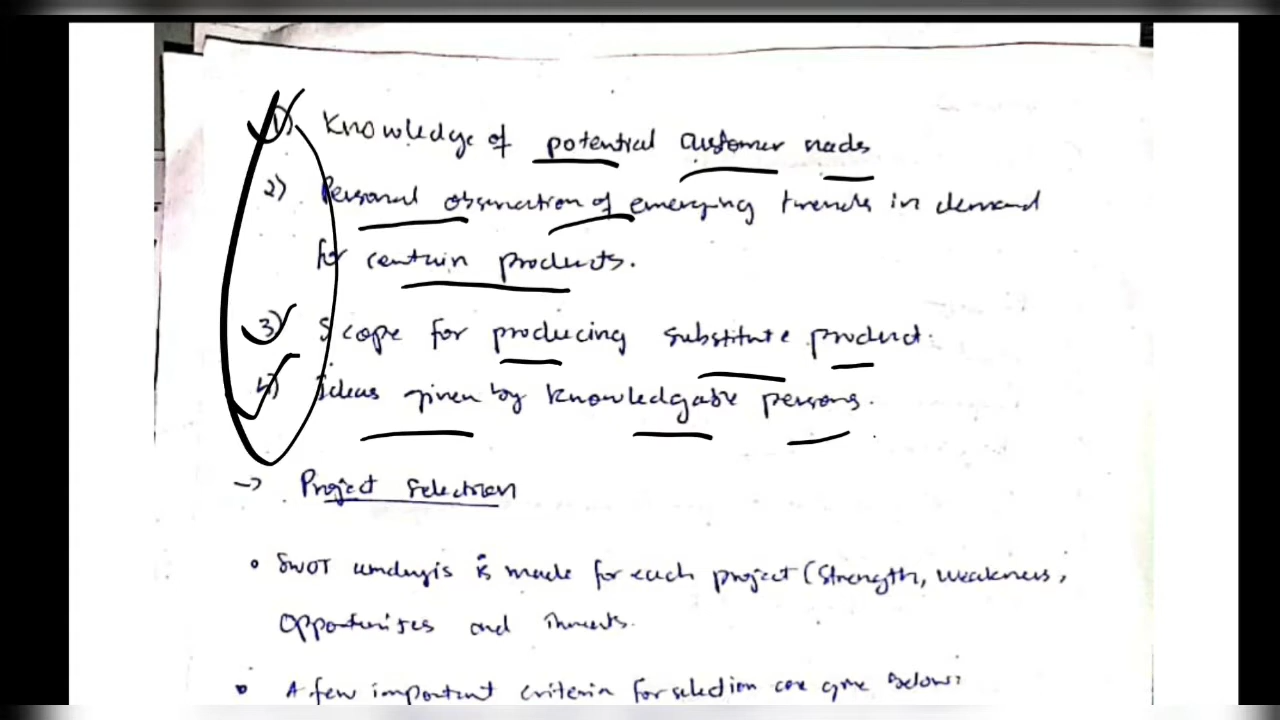 1) Knowledge of potential customer needs
2) Personal observation of emerging trends in demand
for certain products.
3) Scope for producing substitute product.
4) Ideas given by knowledgable persons.
→ Project Selection
• SWOT analysis is made for each project (Strength, weakness,
opportunities and threats.
• A few important criteria for selection are given below: